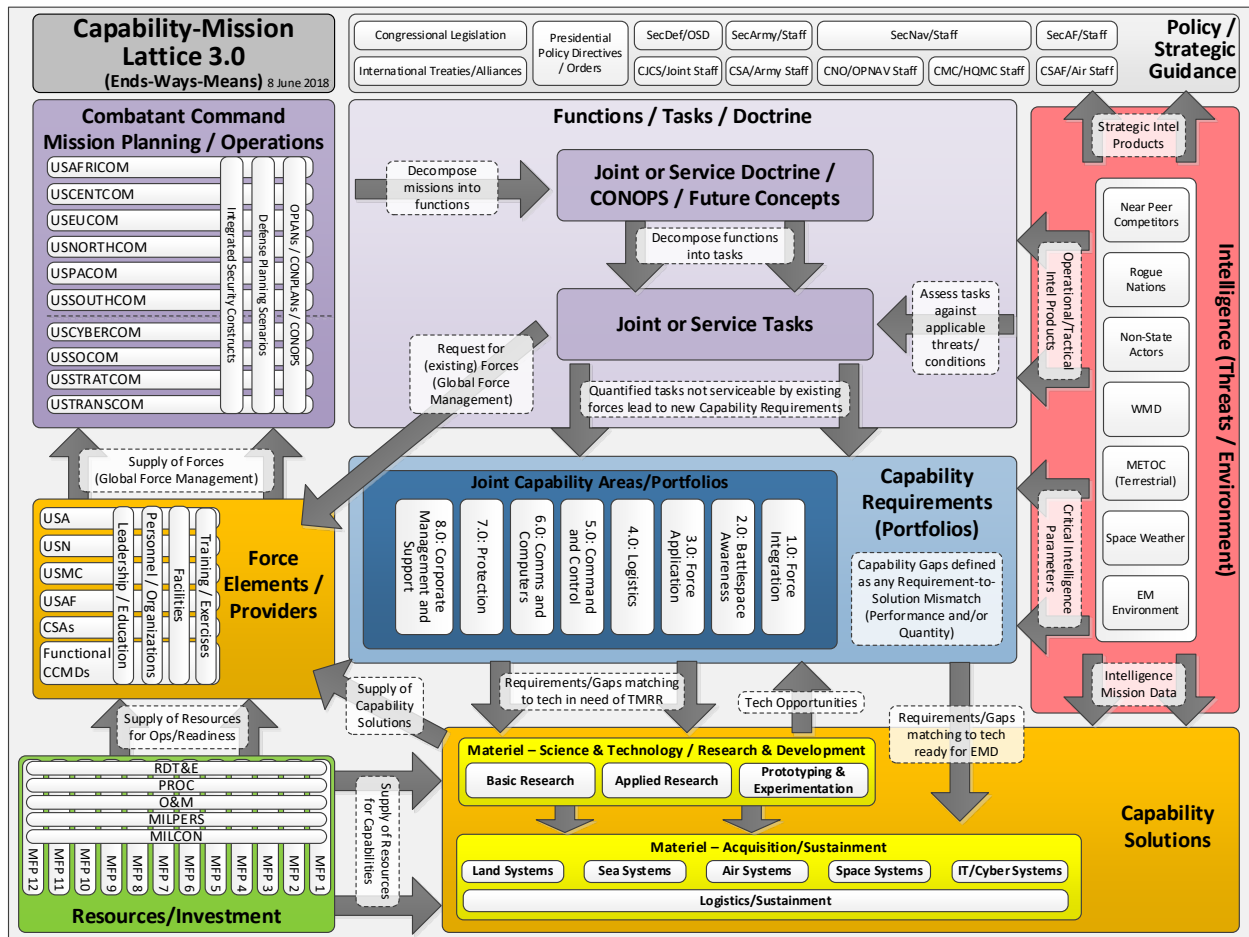 Capability-Mission
Lattice 3.0
(Ends-Ways-Means) 8 June 2018
Congressional Legislation
International Treaties/Alliances
Presidential
Policy Directives
/ Orders
SecDef/OSD
SecArmy/Staff
SecNav/Staff
SecAF/Staff
CJCS/Joint Staff
CSA/Army Staff
CNO/OPNAV Staff
CMC/HQMC Staff
CSAF/Air Staff
Policy /
Strategic
Guidance
Combatant Command
Mission Planning / Operations
USAFRICOM
USCENTCOM
USEUCOM
USNORTHCOM
USPACOM
USSOUTHCOM
USCYBERCOM
USSOCOM
USSTRATCOM
USTRANSCOM
Integrated Security Constructs
Defense Planning Scenarios
OPlANs / CONPLANs / CONOPS
Functions / Tasks / Doctrine
Decompose
missions into
functions
Joint or Service Doctrine /
CONOPS / Future Concepts
Decompose functions
into tasks
Joint or Service Tasks
Assess tasks
against
applicable
threats/
conditions
Request for
(existing) Forces
(Global Force
Management)
Quantified tasks not serviceable by existing
forces lead to new Capability Requirements
Strategic Intel
Products
Operational/Tactical
Intel Products
Critical Intelligence
Parameters
Near Peer
Competitors
Rogue
Nations
Non-State
Actors
WMD
METOC
(Terrestrial)
Space Weather
EM
Environment
Intelligence (Threats / Environment)
Intelligence
Mission Data
Supply of Forces
(Global Force Management)
USA
USN
USMC
USAF
CSAs
Functional
CCMDs
Leadership / Education
Personnel / Organizations
Facilities
Training / Exercises
Force
Elements /
Providers
Joint Capability Areas/Portfolios
8.0: Corporate
Management and
Support
7.0: Protection
6.0: Comms and
Computers
5.0: Command
and Control
4.0: Logistics
3.0: Force
Application
2.0: Battlespace
Awareness
1.0: Force
Integration
Capability
Requirements
(Portfolios)
Capability Gaps defined
as any Requirement-to-
Solution Mismatch
(Performance and/or
Quantity)
Supply of Resources
for Ops/Readiness
Supply of
Capability
Solutions
Requirements/Gaps matching
to tech in need of TMRR
Tech Opportunities
Requirements/Gaps
matching to tech
ready for EMD
RDT&E
PROC
O&M
MILPERS
MILCON
MFP 12
MFP 11
MFP 10
MFP 9
MFP 8
MFP 7
MFP 6
MFP 5
MFP 4
MFP 3
MFP 2
MFP 1
Resources/Investment
Supply of Resources
for Capabilities
Materiel – Science & Technology / Research & Development
Basic Research
Applied Research
Prototyping &
Experimentation
Materiel – Acquisition/Sustainment
Land Systems
Sea Systems
Air Systems
Space Systems
IT/Cyber Systems
Logistics/Sustainment
Capability
Solutions